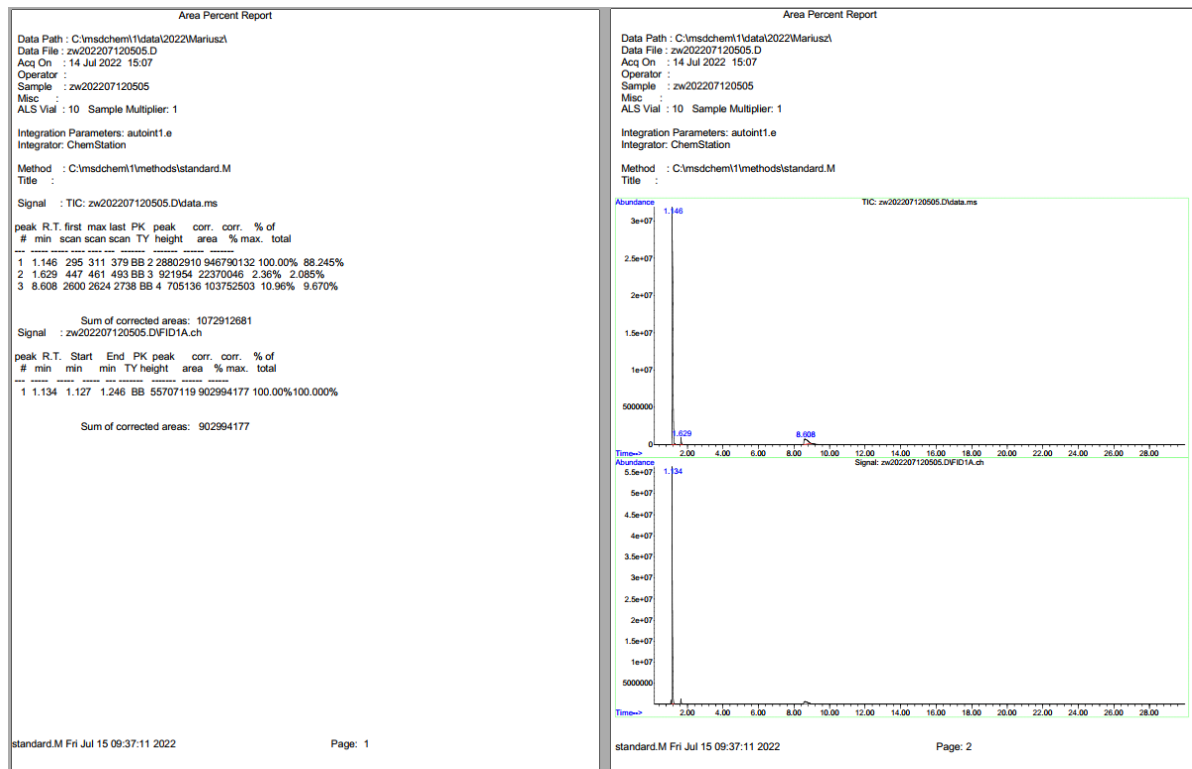 Area Percent Report
Data Path : C:\msdchem\1\data\2022\Mariusz\
Data File : zw202207120505.D
Acq On : 14 Jul 2022 15:07
Operator :
Sample : zw202207120505
Misc :
ALS Vial : 10 Sample Multiplier: 1
Integration Parameters: autoint1.e
Integrator: ChemStation
Method : C:\msdchem\1\methods\standard.M
Title :
Signal : TIC: zw202207120505.D\data.ms
peak R.T. first max last PK peak corr. corr. % of
# min scan scan scan TY height area % max. total
--- ----- ----- ---- ---- --- ------- ------- ------ -------
1 1.146 295 311 379 BB 2 28802910 946790132 100.00% 88.245%
2 1.629 447 461 493 BB 3 921954 22370046 2.36% 2.085%
3 8.608 2600 2624 2738 BB 4 705136 103752503 10.96% 9.670%
Sum of corrected areas: 1072912681
Signal : zw202207120505.D\FID1A.ch
peak R.T. Start End PK peak corr. corr. % of
# min min min TY height area % max. total
--- ----- ----- ----- --- ------- ------- ------ -------
1 1.134 1.127 1.246 BB 55707119 902994177 100.00%100.000%
Sum of corrected areas: 902994177
standard.M Fri Jul 15 09:37:11 2022 Page: 1
Area Percent Report
Data Path : C:\msdchem\1\data\2022\Mariusz\
Data File : zw202207120505.D
Acq On : 14 Jul 2022 15:07
Operator :
Sample : zw202207120505
Misc :
ALS Vial : 10 Sample Multiplier: 1
Integration Parameters: autoint1.e
Integrator: ChemStation
Method : C:\msdchem\1\methods\standard.M
Title :
Abundance TIC: zw202207120505.D\data.ms
1.146
3e+07
2.5e+07
2e+07
1.5e+07
1e+07
5000000
1.629 8.608
0
Time--> 2.00 4.00 6.00 8.00 10.00 12.00 14.00 16.00 18.00 20.00 22.00 24.00 26.00 28.00
Abundance Signal: zw202207120505.D\FID1A.ch
5.5e+07 1.134
5e+07
4.5e+07
4e+07
3.5e+07
3e+07
2.5e+07
2e+07
1.5e+07
1e+07
5000000
Time--> 2.00 4.00 6.00 8.00 10.00 12.00 14.00 16.00 18.00 20.00 22.00 24.00 26.00 28.00
standard.M Fri Jul 15 09:37:11 2022 Page: 2